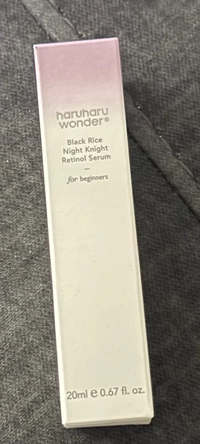 haruharu
wonder®
Black Rice
Night Knight
Retinol Serum
–
for beginners
20ml e 0.67 fl. oz.